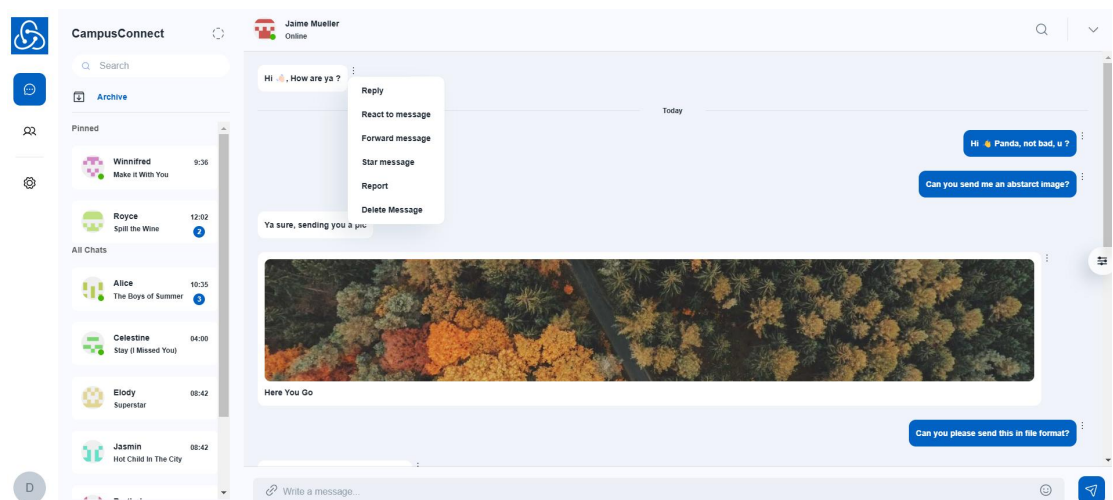 CampusConnect
Search
Archive
Pinned
Winnifred 9:36
Make it With You
Royce 12:02
Spill the Wine 2
All Chats
Alice 10:35
The Boys of Summer 3
Celestine 04:00
Stay (I Missed You)
Elody 08:42
Superstar
Jasmin 08:42
Hot Child In The City
D
Jaime Mueller
Online
Hi 👋🏻, How are ya ?
Reply
React to message
Forward message
Star message
Report
Delete Message
Today
Hi 👋 Panda, not bad, u ?
Can you send me an abstarct image?
Ya sure, sending you a pic
Here You Go
Can you please send this in file format?
Write a message...